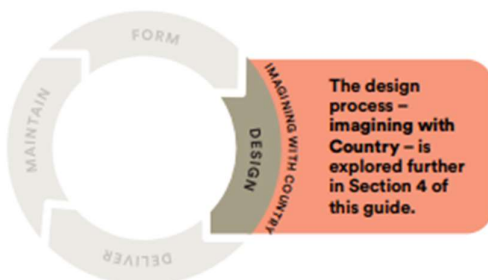 FORM
MAINTAIN
DESIGN
IMAGINING WITH COUNTRY
DELIVER
The design
process –
imagining with
Country – is
explored further
in Section 4 of
this guide.